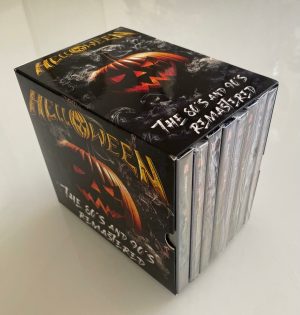 HELLOWEEN
THE 80'S AND 90'S
REMASTERED
HELLOWEEN
THE 80'S AND 90'S
REMASTERED